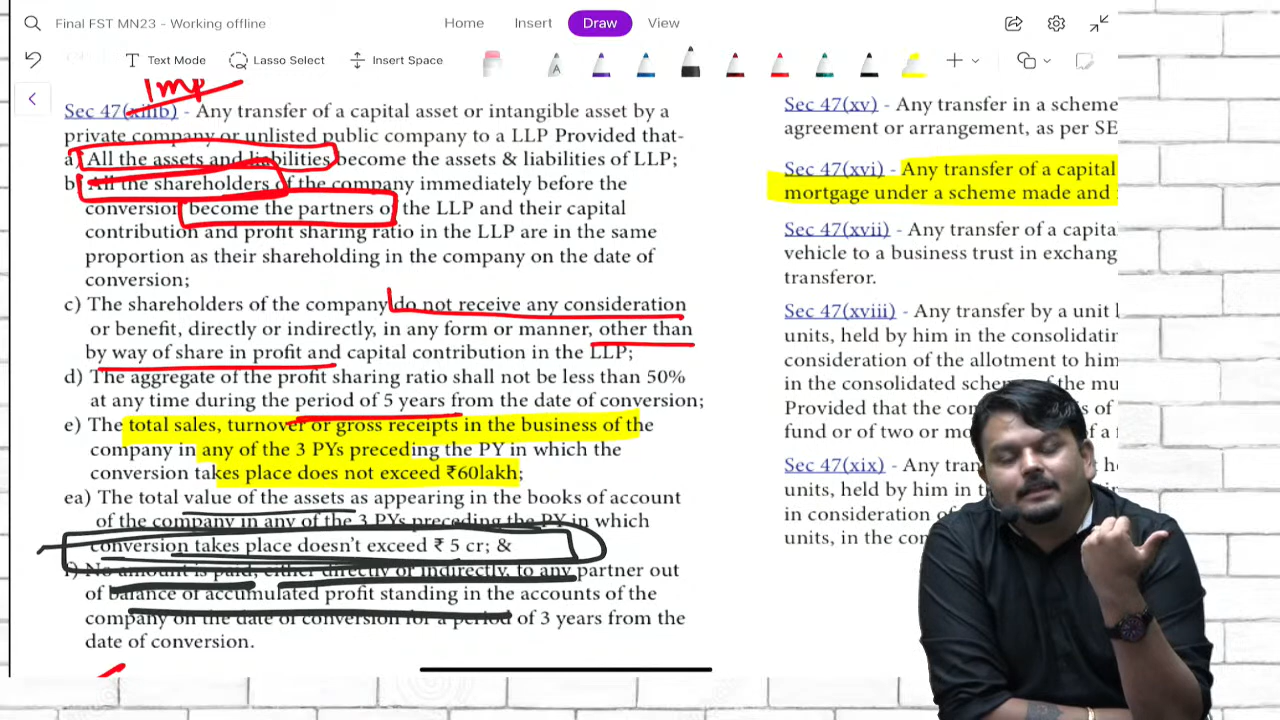 Final FST MN23 - Working offline
Home Insert Draw View
Text Mode Lasso Select Insert Space
Imp
Sec 47(xiiib) - Any transfer of a capital asset or intangible asset by a
private company or unlisted public company to a LLP Provided that-
a) All the assets and liabilities become the assets & liabilities of LLP;
b) All the shareholders of the company immediately before the
conversion become the partners of the LLP and their capital
contribution and profit sharing ratio in the LLP are in the same
proportion as their shareholding in the company on the date of
conversion;
c) The shareholders of the company do not receive any consideration
or benefit, directly or indirectly, in any form or manner, other than
by way of share in profit and capital contribution in the LLP;
d) The aggregate of the profit sharing ratio shall not be less than 50%
at any time during the period of 5 years from the date of conversion;
e) The total sales, turnover or gross receipts in the business of the
company in any of the 3 PYs preceding the PY in which the
conversion takes place does not exceed ₹60lakh;
ea) The total value of the assets as appearing in the books of account
of the company in any of the 3 PYs preceding the PY in which
conversion takes place doesn't exceed ₹ 5 cr; &
f) No amount is paid, either directly or indirectly, to any partner out
of balance of accumulated profit standing in the accounts of the
company on the date of conversion for a period of 3 years from the
date of conversion.
Sec 47(xv) - Any transfer in a scheme
agreement or arrangement, as per SE
Sec 47(xvi) - Any transfer of a capital
mortgage under a scheme made and
Sec 47(xvii) - Any transfer of a capita
vehicle to a business trust in exchang
transferor.
Sec 47(xviii) - Any transfer by a unit
units, held by him in the consolidatin
consideration of the allotment to him
in the consolidated scheme of the mu
Provided that the con of
fund or of two or mo of a
Sec 47(xix) - Any tran
units, held by him in
in consideration of
units, in the con